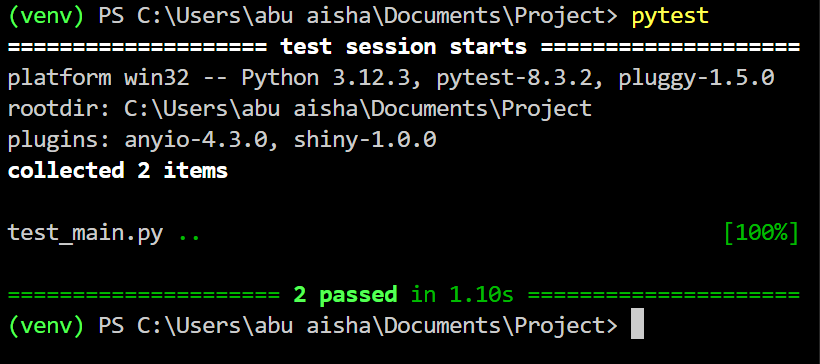 (venv) PS C:\Users\abu aisha\Documents\Project> pytest
==================== test session starts ====================
platform win32 -- Python 3.12.3, pytest-8.3.2, pluggy-1.5.0
rootdir: C:\Users\abu aisha\Documents\Project
plugins: anyio-4.3.0, shiny-1.0.0
collected 2 items
test_main.py .. [100%]
===================== 2 passed in 1.10s =====================
(venv) PS C:\Users\abu aisha\Documents\Project>